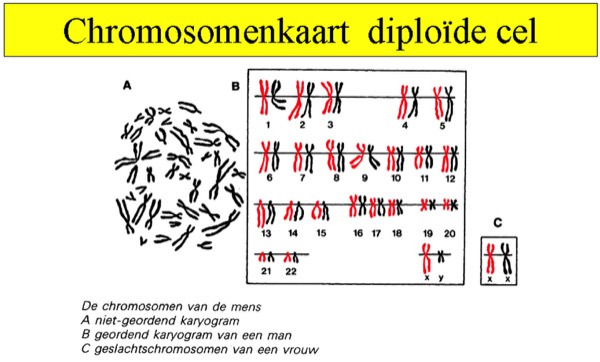 Chromosomenkaart diploïde cel
A
B
1 2 3 4 5
6 7 8 9 10 11 12
13 14 15 16 17 18 19 20
21 22 x y
C
x x
De chromosomen van de mens
A niet-geordend karyogram
B geordend karyogram van een man
C geslachtschromosomen van een vrouw